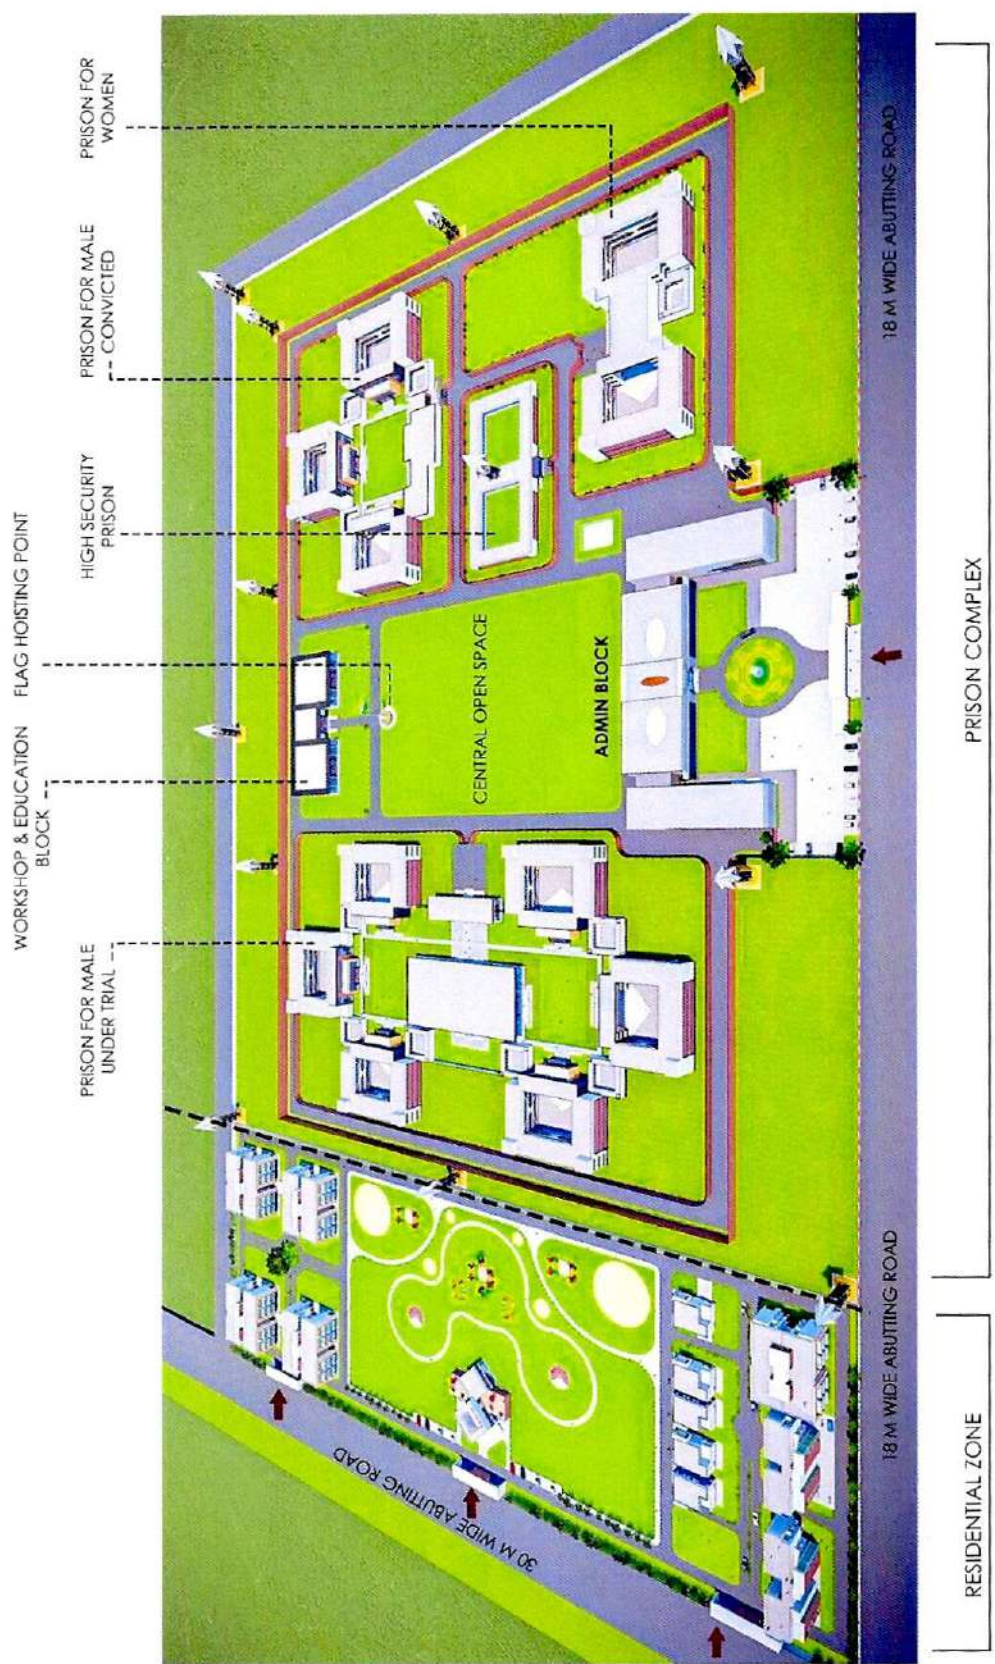 WORKSHOP & EDUCATION
BLOCK
FLAG HOISTING POINT
PRISON FOR MALE
UNDER TRIAL
HIGH SECURITY
PRISON
PRISON FOR MALE
CONVICTED
PRISON FOR
WOMEN
CENTRAL OPEN SPACE
ADMIN BLOCK
30 M WIDE ABUTTING ROAD
18 M WIDE ABUTTING ROAD
18 M WIDE ABUTTING ROAD
RESIDENTIAL ZONE
PRISON COMPLEX